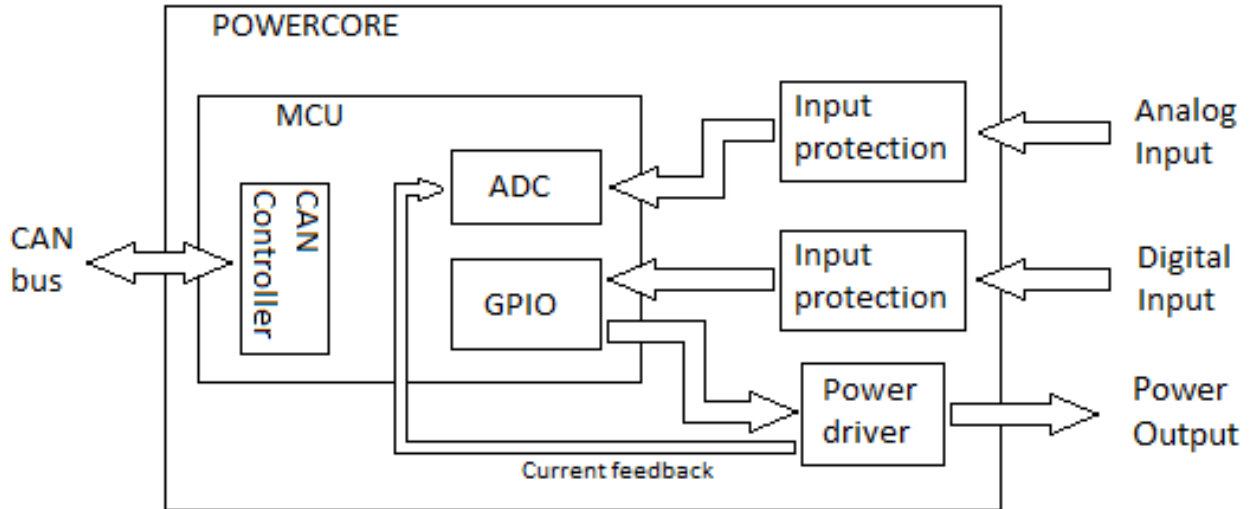 POWERCORE
MCU
CAN
Controller
ADC
GPIO
Input
protection
Input
protection
Power
driver
Current feedback
CAN
bus
Analog
Input
Digital
Input
Power
Output